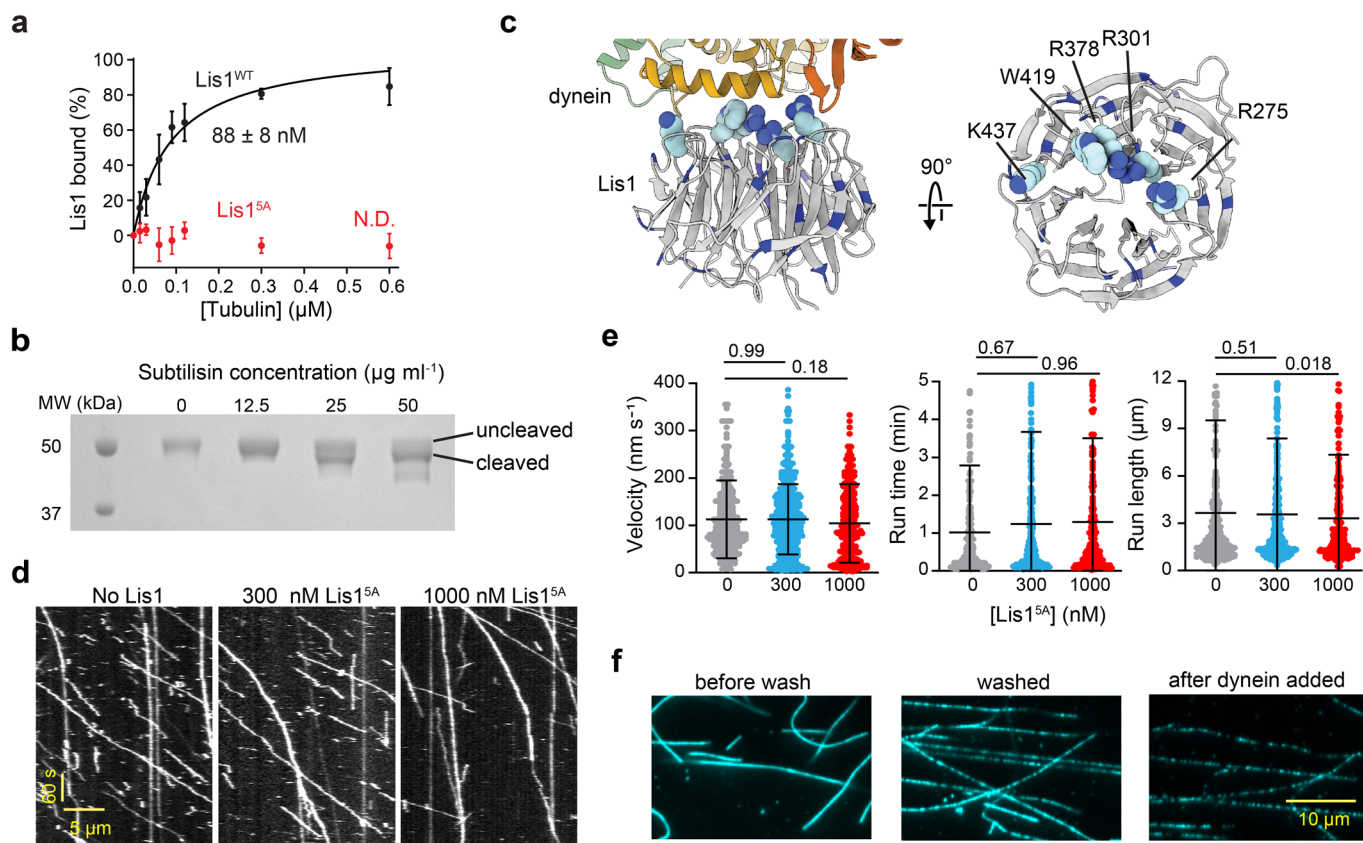 a
Lis1 bound (%)
100
80
60
40
20
0
Lis1ᵂᵀ
88 ± 8 nM
Lis1⁵ᴬ
N.D.
0.0 0.1 0.2 0.3 0.4 0.5 0.6
[Tubulin] (µM)
b
Subtilisin concentration (µg ml⁻¹)
MW (kDa) 0 12.5 25 50
50
37
uncleaved
cleaved
c
dynein
Lis1
90°
R378 R301
W419
R275
K437
d
No Lis1
300 nM Lis1⁵ᴬ
1000 nM Lis1⁵ᴬ
60 s
5 µm
e
0.99
0.18
Velocity (nm s⁻¹)
400
300
200
100
0
0 300 1000
0.67
0.96
Run time (min)
5
4
3
2
1
0
0 300 1000
[Lis1⁵ᴬ] (nM)
0.51
0.018
Run length (µm)
12
9
6
3
0
0 300 1000
f
before wash
washed
after dynein added
10 µm